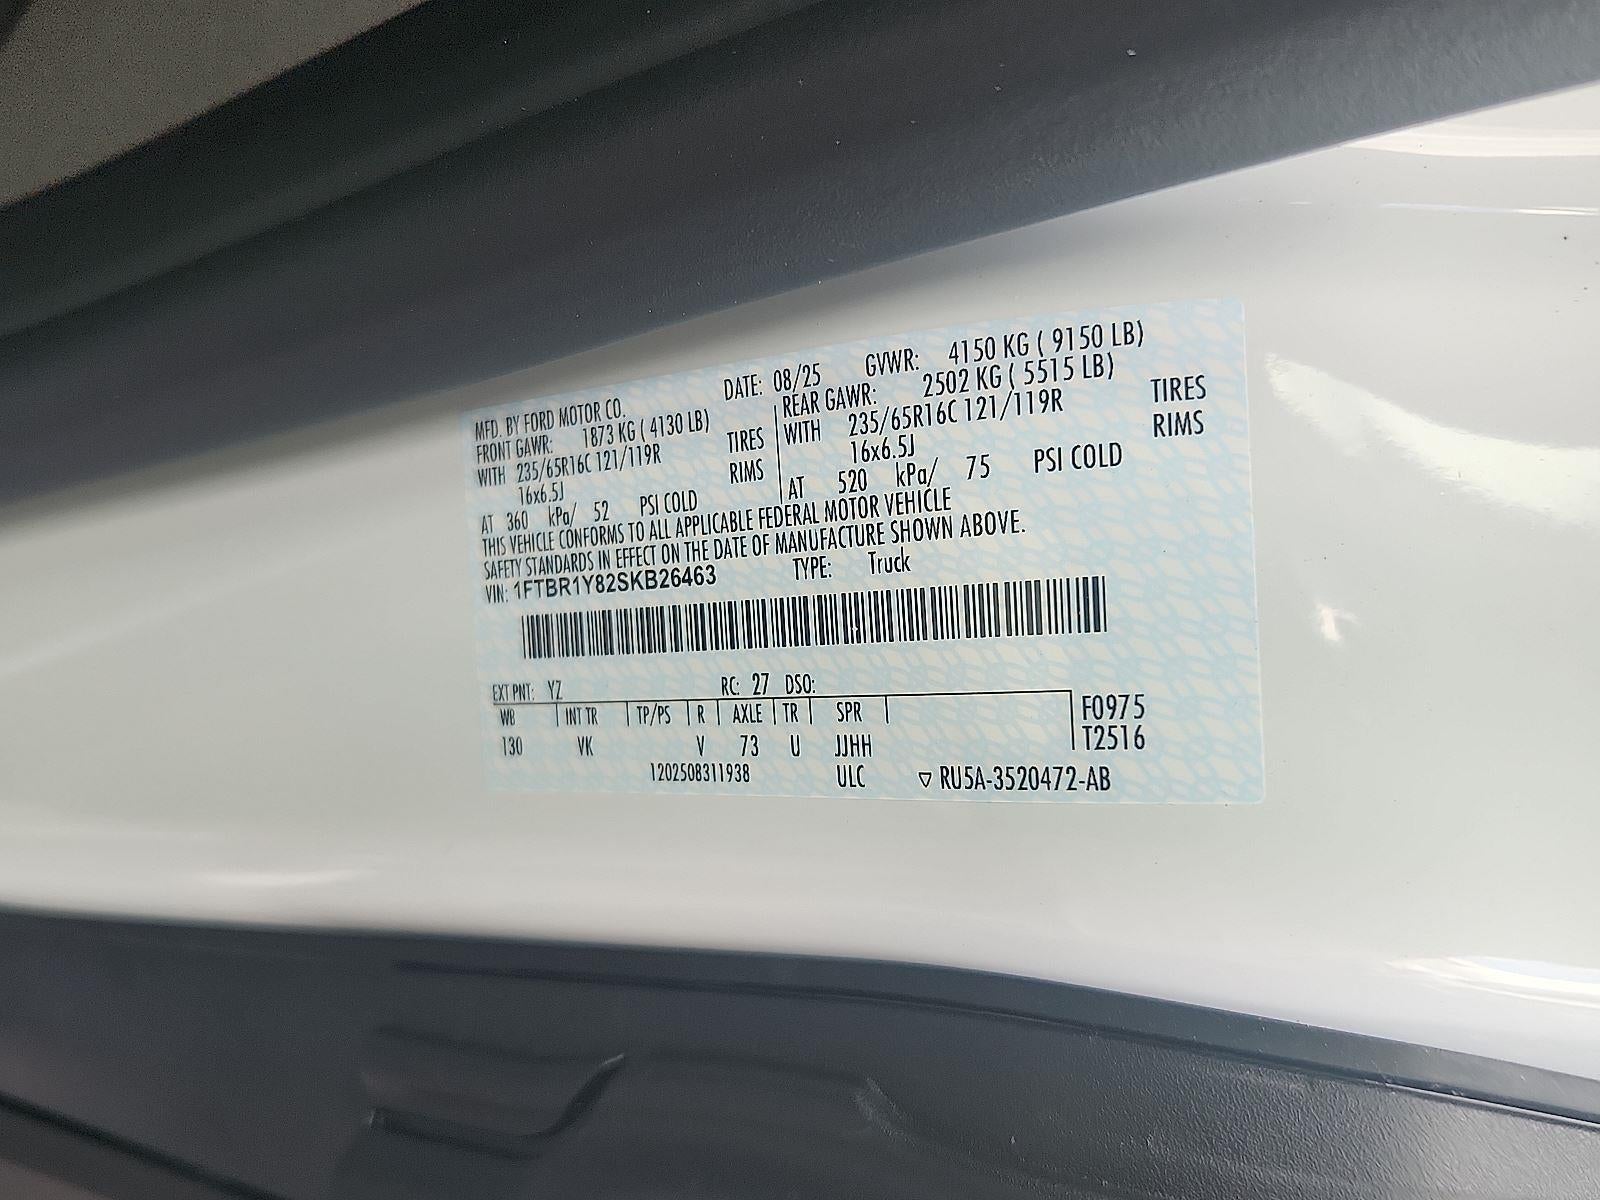 MFD. BY FORD MOTOR CO. DATE: 08/25 GVWR: 4150 KG ( 9150 LB)
FRONT GAWR: 1873 KG ( 4130 LB) REAR GAWR: 2502 KG ( 5515 LB)
WITH 235/65R16C 121/119R TIRES WITH 235/65R16C 121/119R TIRES
16x6.5J RIMS 16x6.5J RIMS
AT 360 kPa/ 52 PSI COLD AT 520 kPa/ 75 PSI COLD
THIS VEHICLE CONFORMS TO ALL APPLICABLE FEDERAL MOTOR VEHICLE
SAFETY STANDARDS IN EFFECT ON THE DATE OF MANUFACTURE SHOWN ABOVE.
VIN: 1FTBR1Y82SKB26463 TYPE: Truck
EXT PNT: YZ RC: 27 DSO:
WB INT TR TP/PS R AXLE TR SPR F0975
130 VK V 73 U JJHH T2516
1202508311938 ULC ▽ RU5A-3520472-AB